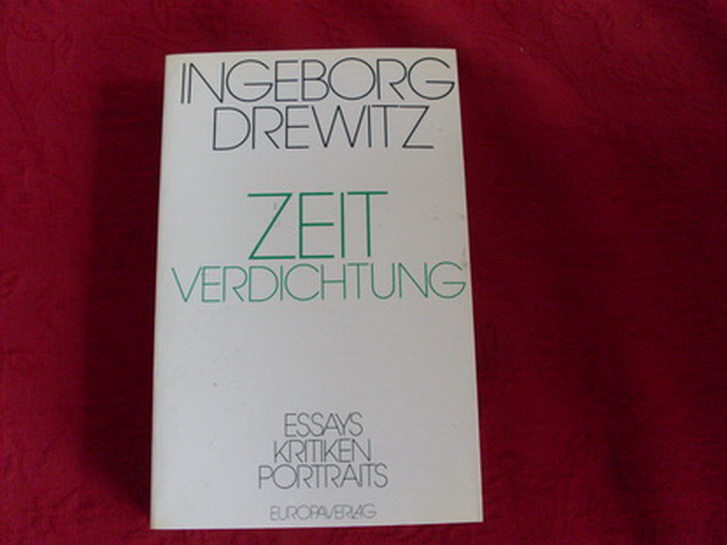 INGEBORG
DREWITZ
ZEIT
VERDICHTUNG
ESSAYS
KRITIKEN
PORTRAITS
EUROPAVERLAG